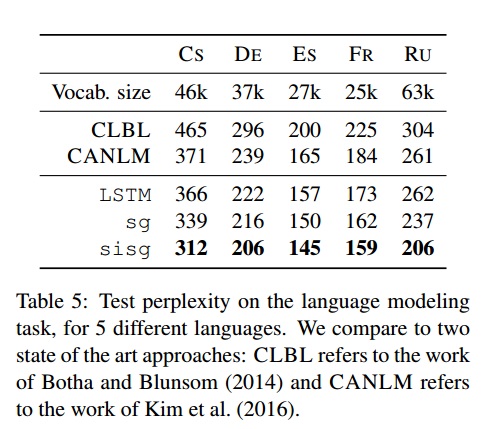 Cs De Es Fr Ru
Vocab. size 46k 37k 27k 25k 63k
CLBL 465 296 200 225 304
CANLM 371 239 165 184 261
LSTM 366 222 157 173 262
sg 339 216 150 162 237
sisg 312 206 145 159 206
Table 5: Test perplexity on the language modeling
task, for 5 different languages. We compare to two
state of the art approaches: CLBL refers to the work
of Botha and Blunsom (2014) and CANLM refers
to the work of Kim et al. (2016).